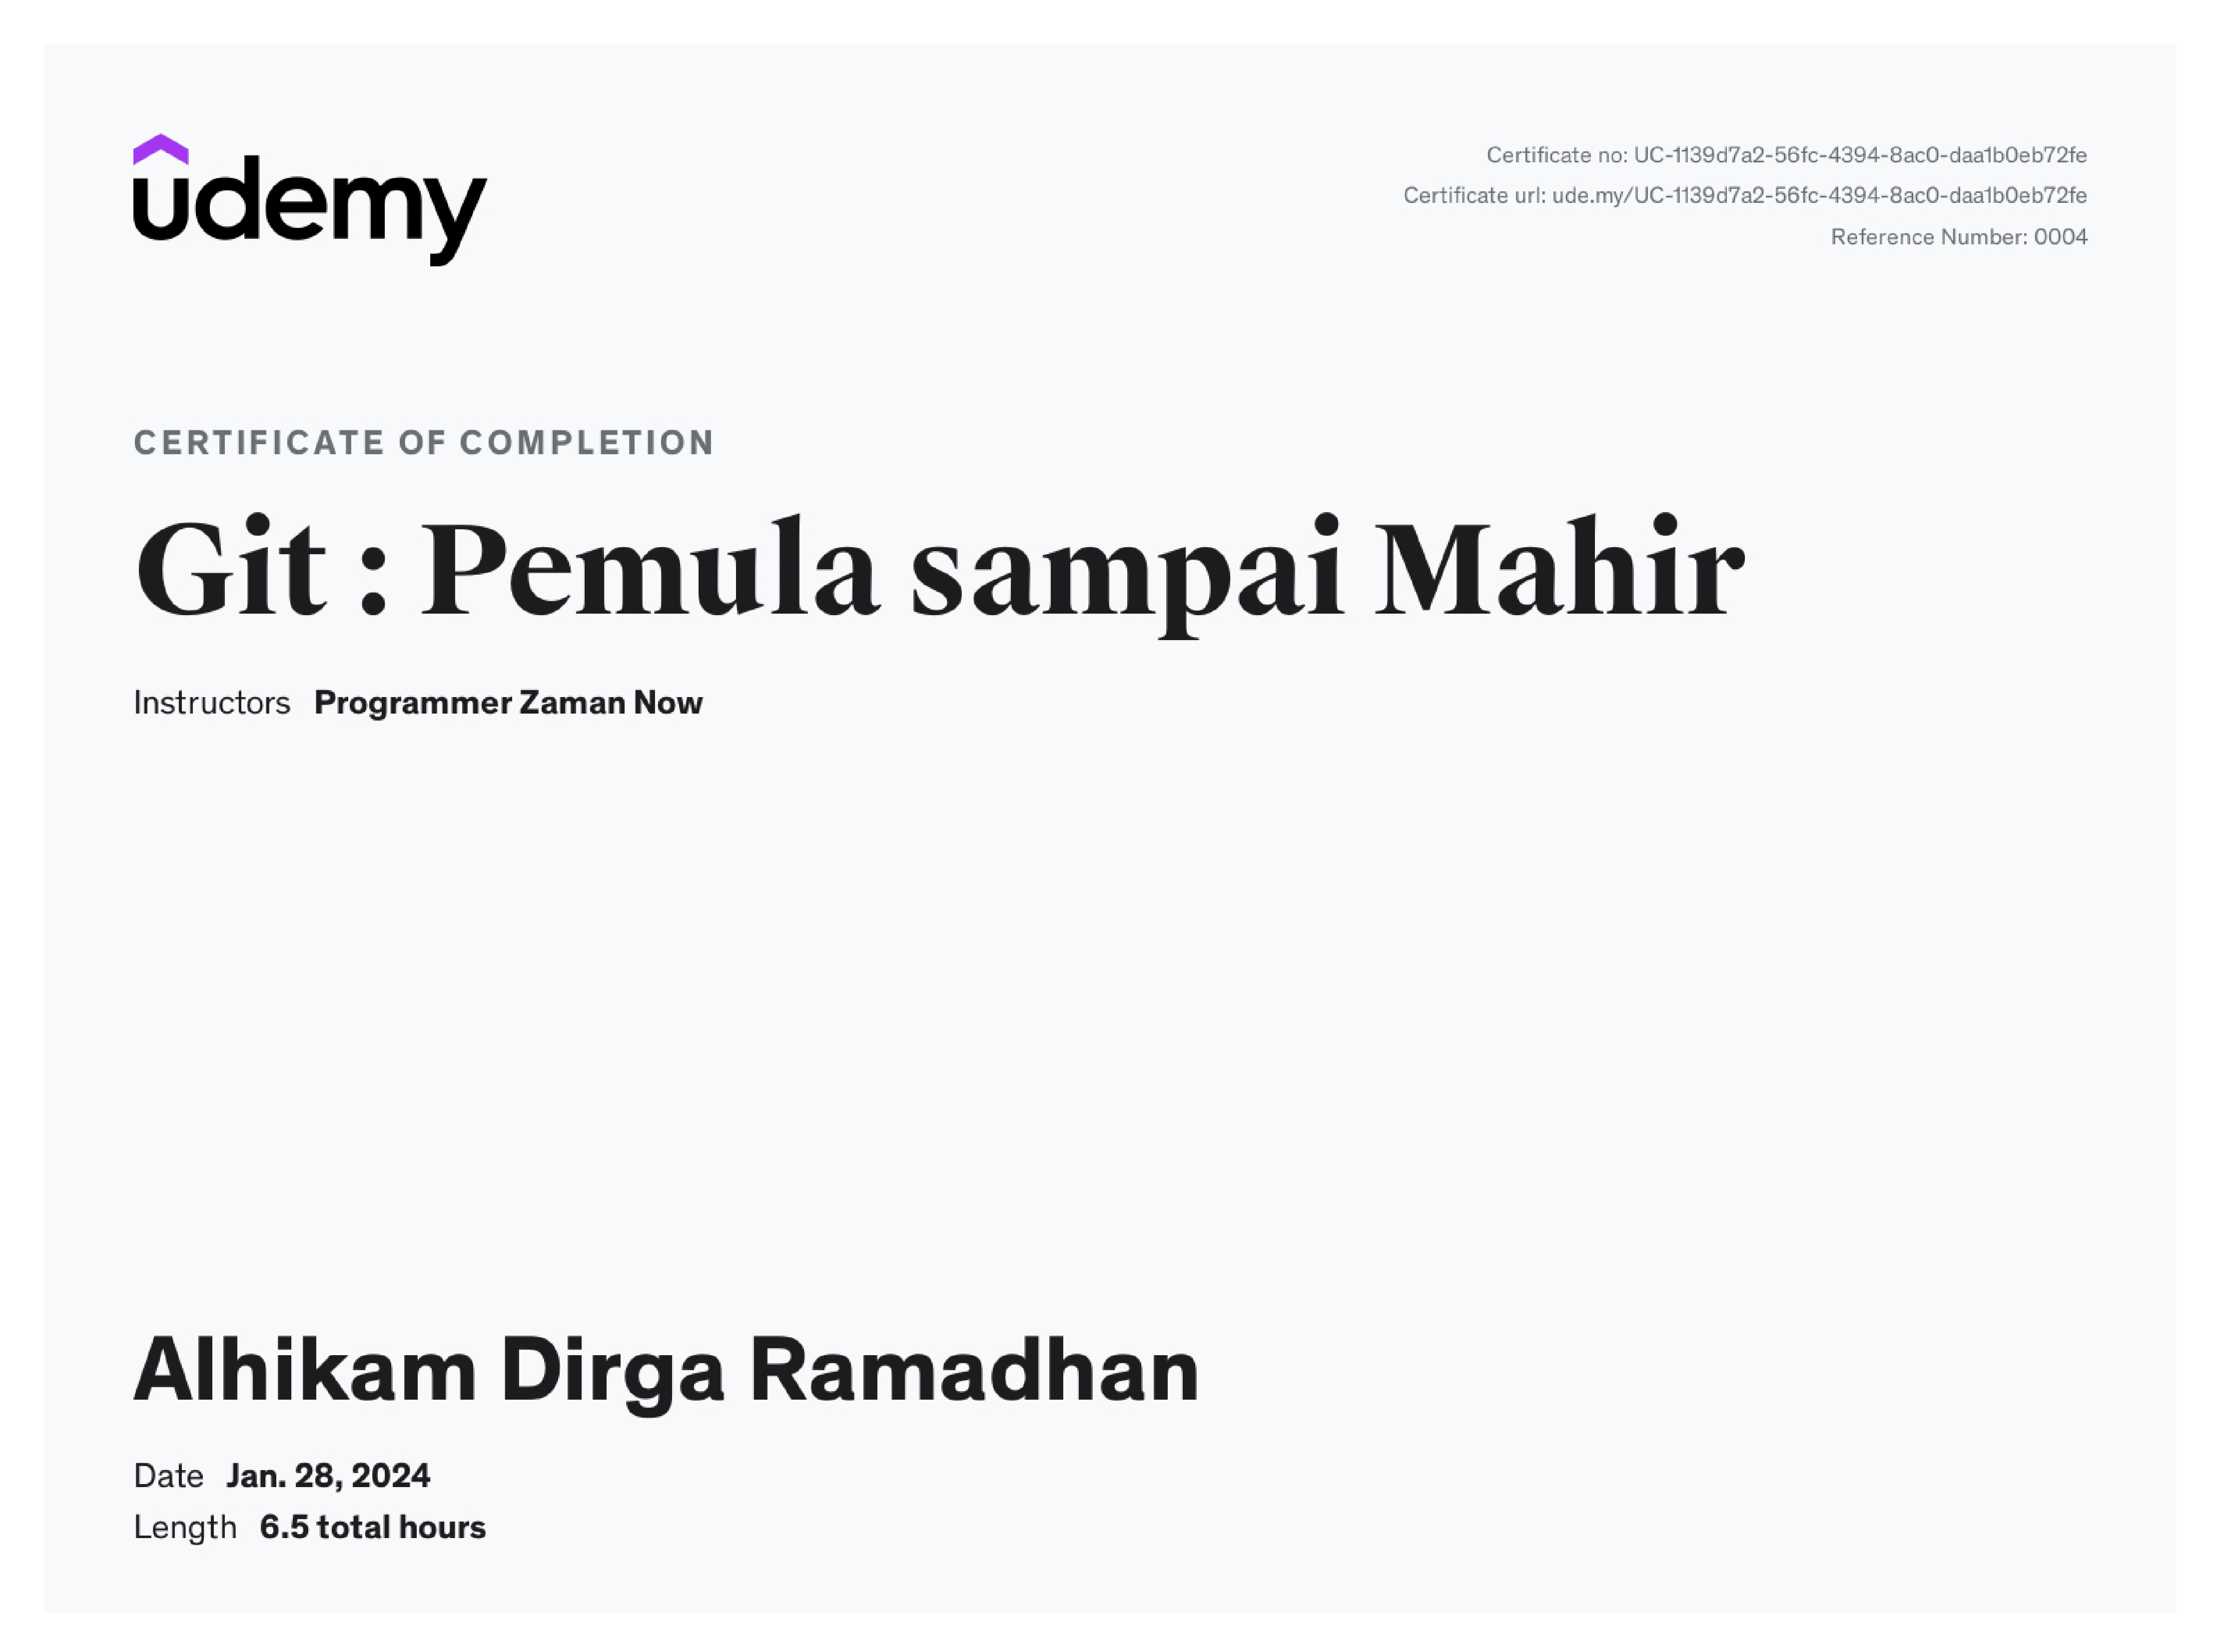 udemy
Certificate no: UC-1139d7a2-56fc-4394-8ac0-daa1b0eb72fe
Certificate url: ude.my/UC-1139d7a2-56fc-4394-8ac0-daa1b0eb72fe
Reference Number: 0004
CERTIFICATE OF COMPLETION
Git : Pemula sampai Mahir
Instructors Programmer Zaman Now
Alhikam Dirga Ramadhan
Date Jan. 28, 2024
Length 6.5 total hours